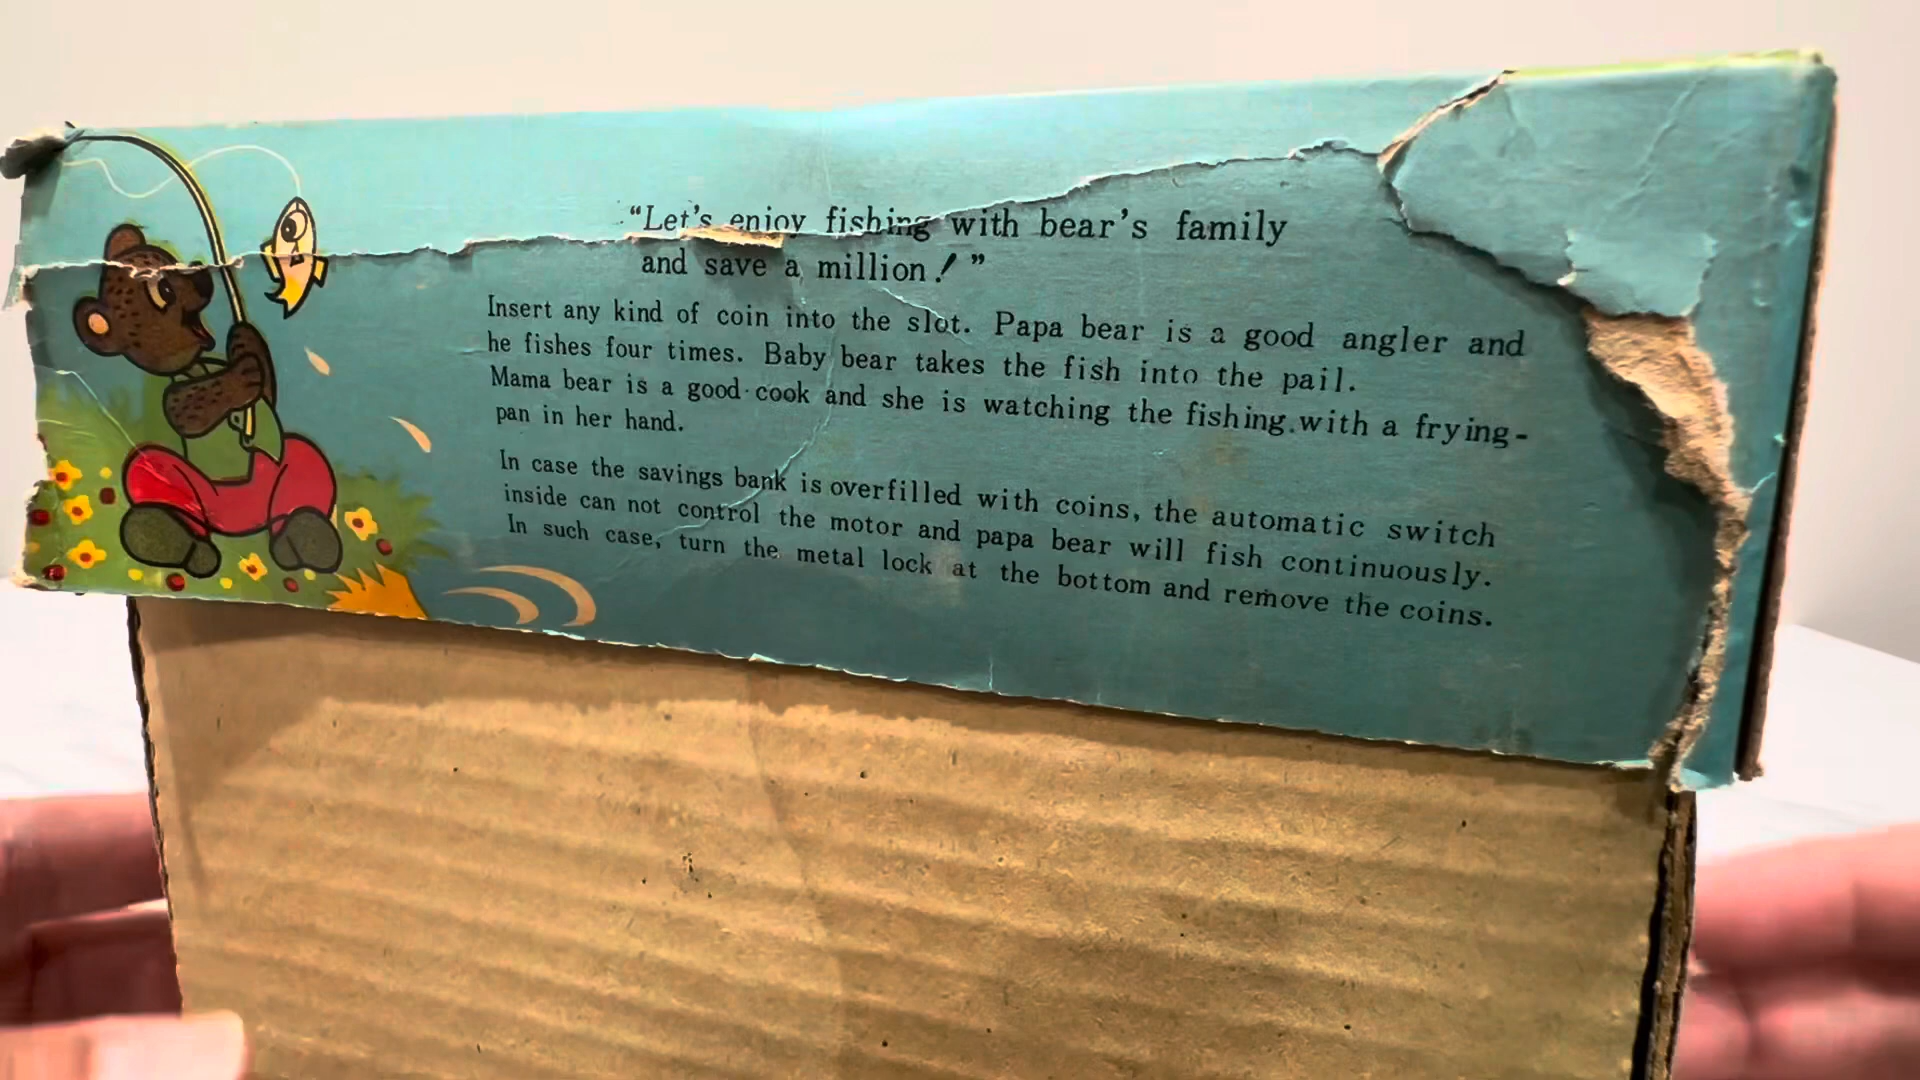 “Let's enjoy fishing with bear's family
and save a million! ”
Insert any kind of coin into the slot. Papa bear is a good angler and
he fishes four times. Baby bear takes the fish into the pail.
Mama bear is a good cook and she is watching the fishing with a frying-
pan in her hand.
In case the savings bank is overfilled with coins, the automatic switch
inside can not control the motor and papa bear will fish continuously.
In such case, turn the metal lock at the bottom and remove the coins.